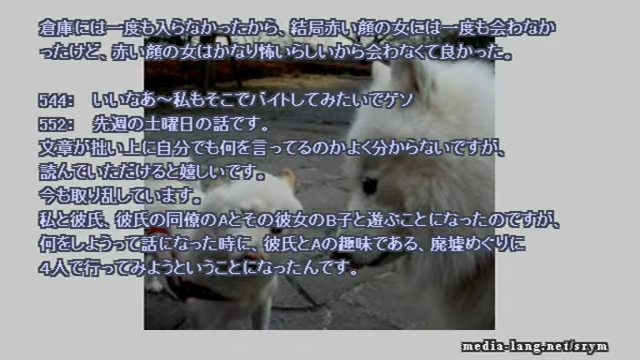 倉庫には一度も入らなかったから、結局赤い顔の女には一度も会わなか
ったけど、赤い顔の女はかなり怖いらしいから会わなくて良かった。
544:　いいなあ～私もそこでバイトしてみたいでゲソ
552:　先週の土曜日の話です。
文章が拙い上に自分でも何を言ってるのかよく分からないですが、
読んでいただけると嬉しいです。
今も取り乱しています。
私と彼氏、彼氏の同僚のAとその彼女のB子と遊ぶことになったのですが、
何をしようって話になった時に、彼氏とAの趣味である、廃墟めぐりに
４人で行ってみようということになったんです。
media-lang.net/srym